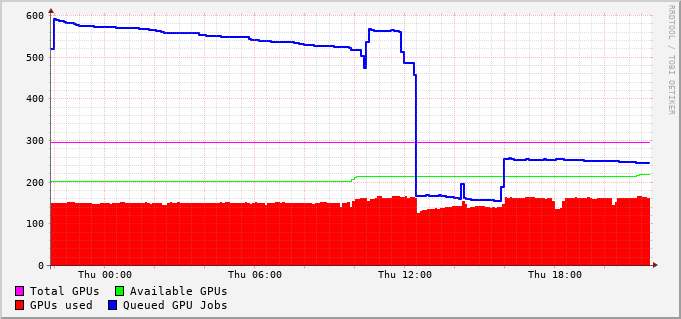 600
500
400
300
200
100
0
Thu 00:00 Thu 06:00 Thu 12:00 Thu 18:00
Total GPUs Available GPUs
GPUs used Queued GPU Jobs
RRDTOOL / TOBI OETIKER